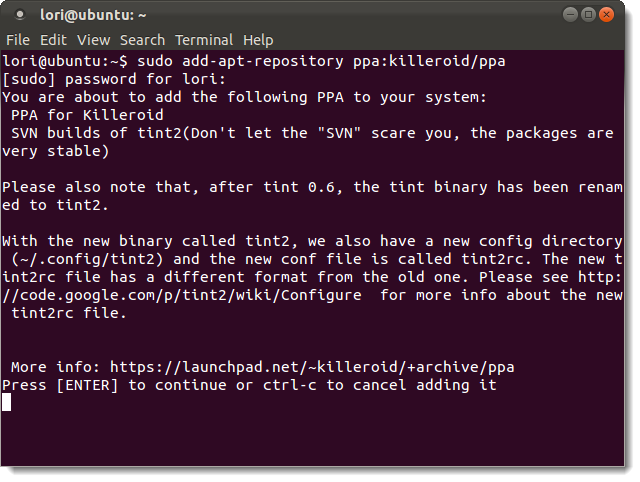 lori@ubuntu: ~
File Edit View Search Terminal Help
lori@ubuntu:~$ sudo add-apt-repository ppa:killeroid/ppa
[sudo] password for lori:
You are about to add the following PPA to your system:
 PPA for Killeroid
 SVN builds of tint2(Don't let the "SVN" scare you, the packages are
very stable)

Please also note that, after tint 0.6, the tint binary has been renam
ed to tint2.

With the new binary called tint2, we also have a new config directory
 (~/.config/tint2) and the new conf file is called tint2rc. The new t
int2rc file has a different format from the old one. Please see http:
//code.google.com/p/tint2/wiki/Configure  for more info about the new
 tint2rc file.


 More info: https://launchpad.net/~killeroid/+archive/ppa
Press [ENTER] to continue or ctrl-c to cancel adding it